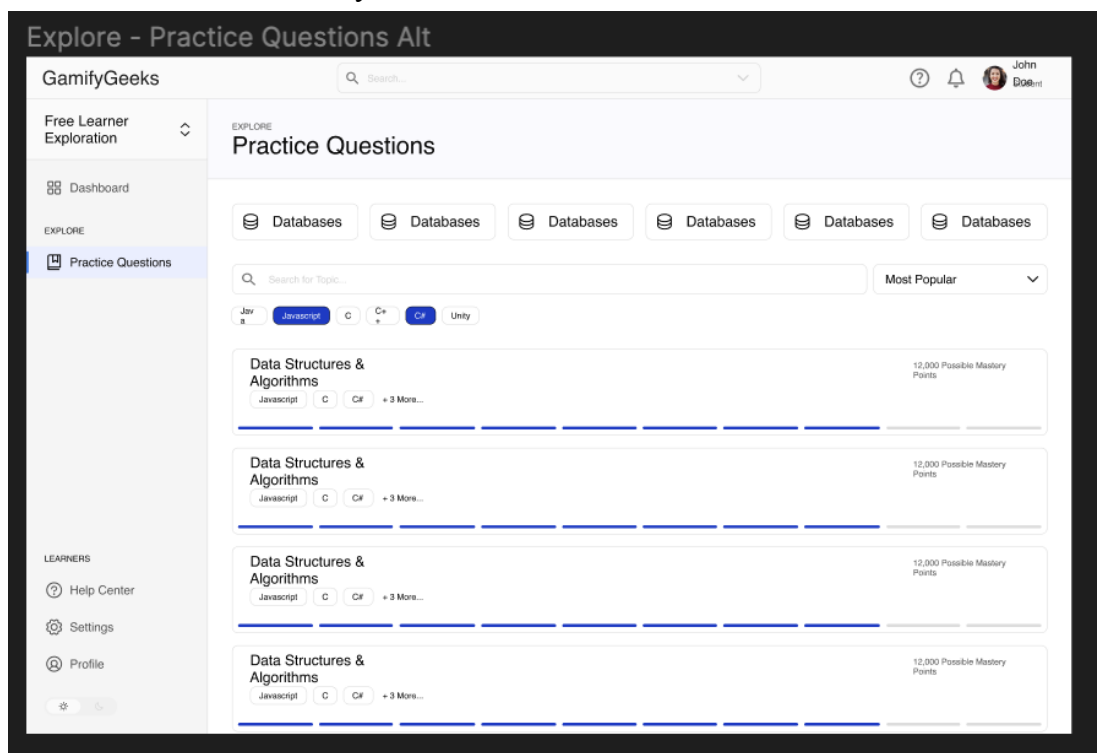 Explore - Practice Questions Alt
GamifyGeeks
Search...
John
Doe
Free Learner
Exploration
Dashboard
EXPLORE
Practice Questions
LEARNERS
Help Center
Settings
Profile
EXPLORE
Practice Questions
Databases
Databases
Databases
Databases
Databases
Databases
Search for Topic...
Most Popular
Jav
a
Javascript
C
C+
+
C#
Unity
Data Structures &
Algorithms
12,000 Possible Mastery
Points
Javascript
C
C#
+ 3 More...
Data Structures &
Algorithms
12,000 Possible Mastery
Points
Javascript
C
C#
+ 3 More...
Data Structures &
Algorithms
12,000 Possible Mastery
Points
Javascript
C
C#
+ 3 More...
Data Structures &
Algorithms
12,000 Possible Mastery
Points
Javascript
C
C#
+ 3 More...